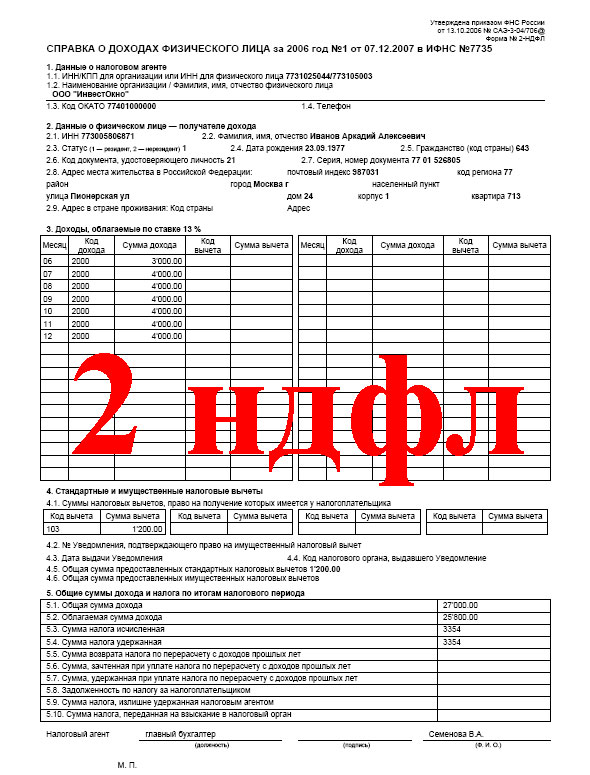 Утверждена приказом ФНС России
от 13.10.2006 № САЭ-3-04/706@
Форма № 2-НДФЛ
СПРАВКА О ДОХОДАХ ФИЗИЧЕСКОГО ЛИЦА за 2006 год №1 от 07.12.2007 в ИФНС №7735
1. Данные о налоговом агенте
1.1. ИНН/КПП для организации или ИНН для физического лица 7731025044/773105003
1.2. Наименование организации / Фамилия, имя, отчество физического лица
ООО "ИнвестОкно"
1.3. Код ОКАТО 77401000000 1.4. Телефон
2. Данные о физическом лице — получателе дохода
2.1. ИНН 773005806871 2.2. Фамилия, имя, отчество Иванов Аркадий Алексеевич
2.3. Статус (1 — резидент, 2 — нерезидент) 1 2.4. Дата рождения 23.09.1977 2.5. Гражданство (код страны) 643
2.6. Код документа, удостоверяющего личность 21 2.7. Серия, номер документа 77 01 526805
2.8. Адрес места жительства в Российской Федерации: почтовый индекс 987031 код региона 77
район город Москва г населенный пункт
улица Пионерская ул дом 24 корпус 1 квартира 713
2.9. Адрес в стране проживания: Код страны Адрес
3. Доходы, облагаемые по ставке 13 %
Месяц Код дохода Сумма дохода Код вычета Сумма вычета Месяц Код дохода Сумма дохода Код вычета Сумма вычета
06 2000 3'000.00
07 2000 4'000.00
08 2000 4'000.00
09 2000 4'000.00
10 2000 4'000.00
11 2000 4'000.00
12 2000 4'000.00
2 ндфл
4. Стандартные и имущественные налоговые вычеты
4.1. Суммы налоговых вычетов, право на получение которых имеется у налогоплательщика
Код вычета Сумма вычета Код вычета Сумма вычета Код вычета Сумма вычета Код вычета Сумма вычета
103 1'200.00
4.2. № Уведомления, подтверждающего право на имущественный налоговый вычет
4.3. Дата выдачи Уведомления 4.4. Код налогового органа, выдавшего Уведомление
4.5. Общая сумма предоставленных стандартных налоговых вычетов 1'200.00
4.6. Общая сумма предоставленных имущественных налоговых вычетов
5. Общие суммы дохода и налога по итогам налогового периода
5.1. Общая сумма дохода 27'000.00
5.2. Облагаемая сумма дохода 25'800.00
5.3. Сумма налога исчисленная 3354
5.4. Сумма налога удержанная 3354
5.5. Сумма возврата налога по перерасчету с доходов прошлых лет
5.6. Сумма, зачтенная при уплате налога по перерасчету с доходов прошлых лет
5.7. Сумма, удержанная при уплате налога по перерасчету с доходов прошлых лет
5.8. Задолженность по налогу за налогоплательщиком
5.9. Сумма налога, излишне удержанная налоговым агентом
5.10. Сумма налога, переданная на взыскание в налоговый орган
Налоговый агент главный бухгалтер Семенова В.А.
(должность) (подпись) (Ф. И. О.)
М. П.